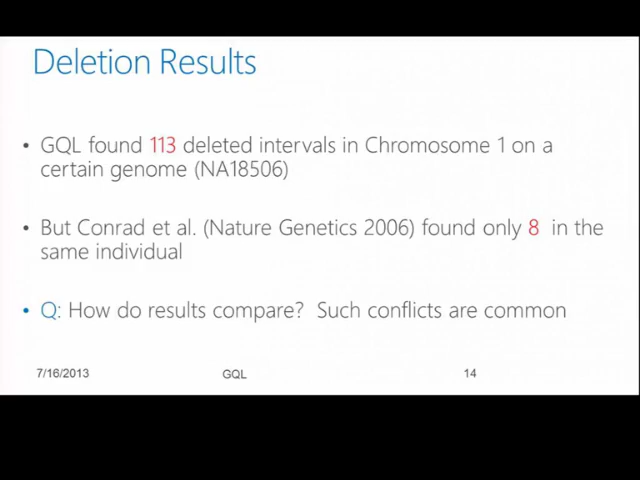 Deletion Results
• GQL found 113 deleted intervals in Chromosome 1 on a
certain genome (NA18506)
• But Conrad et al. (Nature Genetics 2006) found only 8 in the
same individual
• Q: How do results compare? Such conflicts are common
7/16/2013 GQL 14